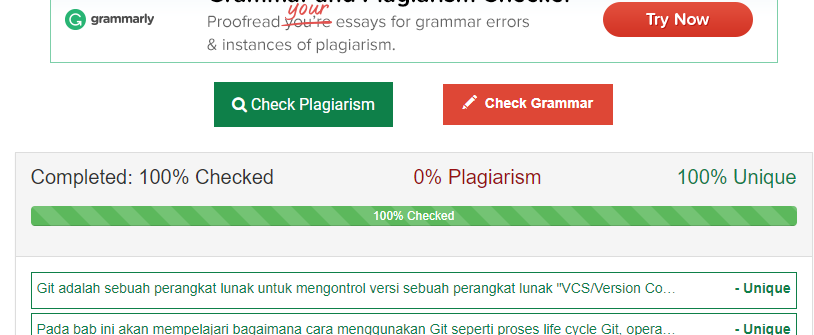 Grammar and Plagiarism Checker
grammarly
your
Proofread you're essays for grammar errors
& instances of plagiarism.
Try Now
Check Plagiarism
Check Grammar
Completed: 100% Checked
0% Plagiarism
100% Unique
100% Checked
Git adalah sebuah perangkat lunak untuk mengontrol versi sebuah perangkat lunak "VCS/Version Co...
- Unique
Pada bab ini akan mempelajari bagaimana cara menggunakan Git seperti proses life cycle Git, opera...
- Unique